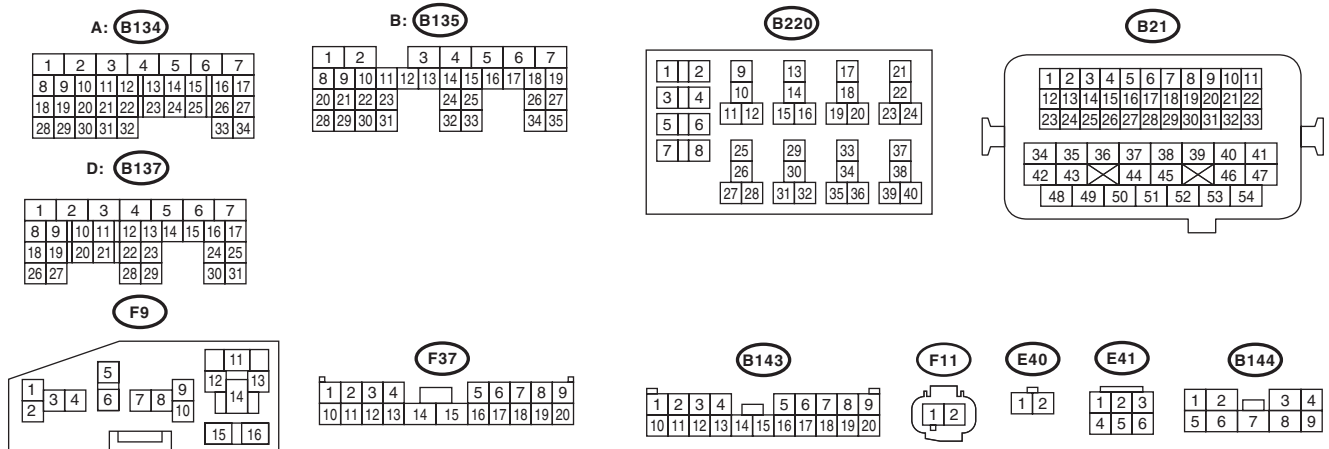 A: B134
1 2 3 4 5 6 7
8 9 10 11 12 13 14 15 16 17
18 19 20 21 22 23 24 25 26 27
28 29 30 31 32 33 34
B: B135
1 2 3 4 5 6 7
8 9 10 11 12 13 14 15 16 17 18 19
20 21 22 23 24 25 26 27
28 29 30 31 32 33 34 35
B220
1 2 9 13 17 21
10 14 18 22
3 4
11 12 15 16 19 20 23 24
5 6
7 8 25 29 33 37
26 30 34 38
27 28 31 32 35 36 39 40
B21
1 2 3 4 5 6 7 8 9 10 11
12 13 14 15 16 17 18 19 20 21 22
23 24 25 26 27 28 29 30 31 32 33
34 35 36 37 38 39 40 41
42 43 44 45 46 47
48 49 50 51 52 53 54
D: B137
1 2 3 4 5 6 7
8 9 10 11 12 13 14 15 16 17
18 19 20 21 22 23 24 25
26 27 28 29 30 31
F9
11
5 12 13
1 9
3 4 6 7 8 14
2 10
15 16
F37
1 2 3 4 5 6 7 8 9
10 11 12 13 14 15 16 17 18 19 20
B143
1 2 3 4 5 6 7 8 9
10 11 12 13 14 15 16 17 18 19 20
F11
1 2
E40
1 2
E41
1 2 3
4 5 6
B144
1 2 3 4
5 6 7 8 9